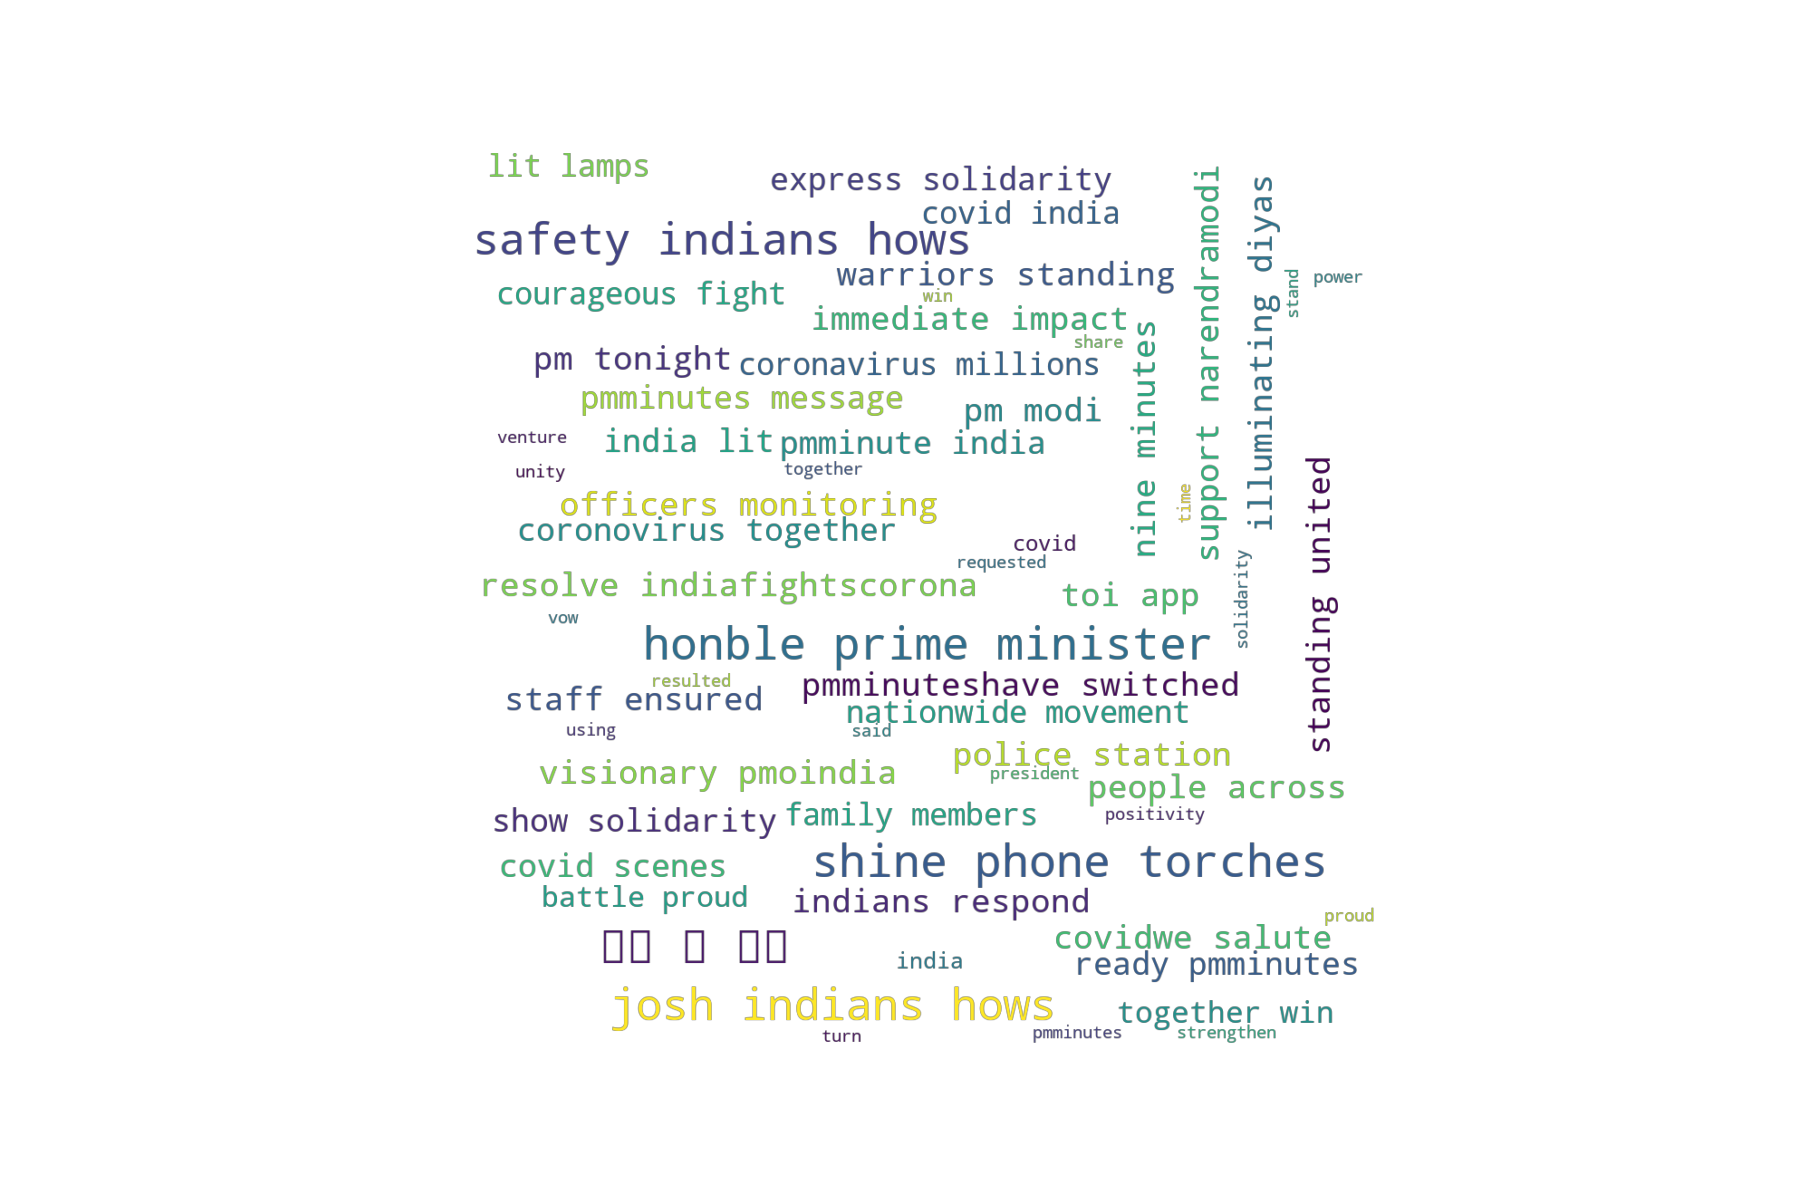 lit lamps
express solidarity
covid india
safety indians hows
warriors standing
courageous fight
win
immediate impact
share
pm tonight
coronavirus millions
pmminutes message
pm modi
venture
india lit
pmminute india
unity
together
officers monitoring
coronovirus together
covid
requested
resolve indiafightscorona
toi app
vow
honble prime minister
resulted
pmminuteshave switched
staff ensured
nationwide movement
using
said
police station
visionary pmoindia
president
people across
show solidarity
family members
positivity
covid scenes
shine phone torches
battle proud
indians respond
proud
covidwe salute
india
ready pmminutes
josh indians hows
together win
turn
pmminutes
strengthen
nine minutes
time
support narendramodi
solidarity
illuminating diyas
stand
power
standing united